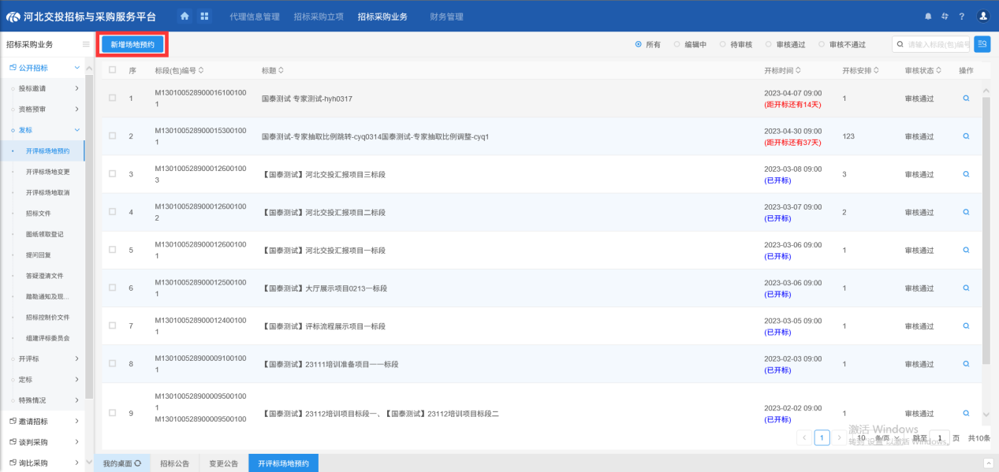 河北交投招标与采购服务平台
代理信息管理 招标采购立项 招标采购业务 财务管理
招标采购业务
新增场地预约
所有 编辑中 待审核 审核通过 审核不通过
请输入标段(包)编号
公开招标
投标邀请
资格预审
发标
开评标场地预约
开评标场地变更
开评标场地取消
招标文件
图纸领取登记
提问回复
答疑澄清文件
踏勘通知及现...
招标控制价文件
组建评标委员会
开评标
定标
特殊情况
邀请招标
谈判采购
询比采购
序 标段(包)编号 标题 开标时间 开标安排 审核状态 操作
1 M130100528900016100100 国泰测试 专家测试-hyh0317 2023-04-07 09:00 1 审核通过
1 (距开标还有14天)
2 M130100528900015300100 国泰测试-专家抽取比例跳转-cyq0314国泰测试-专家抽取比例调整-cyq1 2023-04-30 09:00 123 审核通过
1 (距开标还有37天)
3 M130100528900012600100 【国泰测试】河北交投汇报项目三标段 2023-03-08 09:00 3 审核通过
3 (已开标)
4 M130100528900012600100 【国泰测试】河北交投汇报项目二标段 2023-03-07 09:00 2 审核通过
2 (已开标)
5 M130100528900012600100 【国泰测试】河北交投汇报项目一标段 2023-03-06 09:00 1 审核通过
1 (已开标)
6 M130100528900012500100 【国泰测试】大厅展示项目0213一标段 2023-03-06 09:00 1 审核通过
1 (已开标)
7 M130100528900012400100 【国泰测试】评标流程展示项目一标段 2023-03-05 09:00 1 审核通过
1 (已开标)
8 M130100528900009100100 【国泰测试】23111培训准备项目一一标段 2023-02-03 09:00 1 审核通过
1 (已开标)
9 M130100528900009500100 【国泰测试】23112培训项目标段一、【国泰测试】23112培训项目标段二 2023-02-02 09:00 1 审核通过
1 (已开标)
M130100528900009500100
1 10 条/页 跳至 1 页 共10条
激活 Windows
转到"设置"以激活 Windows。
我的桌面 招标公告 变更公告 开评标场地预约